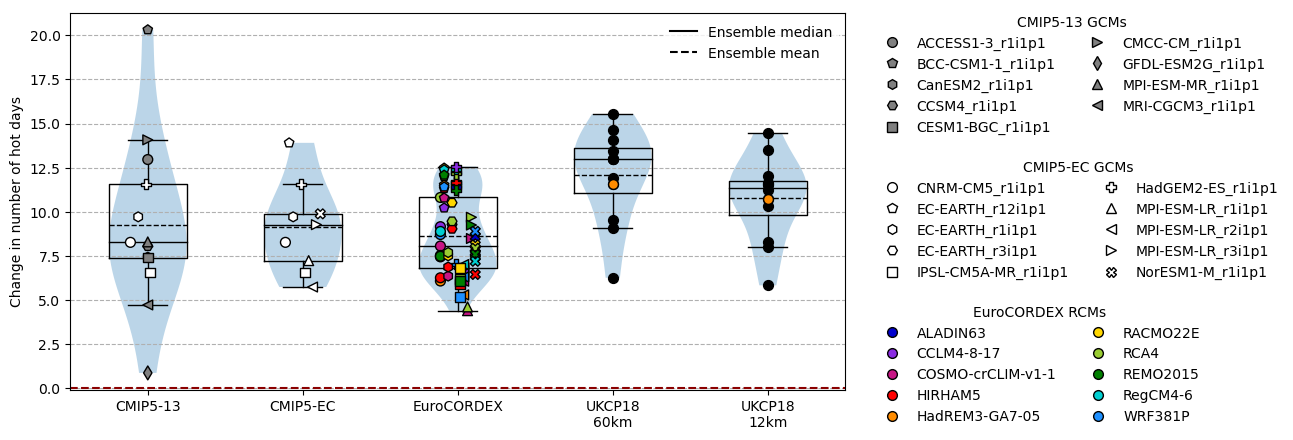 Change in number of hot days
20.0
17.5
15.0
12.5
10.0
7.5
5.0
2.5
0.0
CMIP5-13
CMIP5-EC
EuroCORDEX
UKCP18
60km
UKCP18
12km
Ensemble median
Ensemble mean
CMIP5-13 GCMs
ACCESS1-3_r1i1p1
BCC-CSM1-1_r1i1p1
CanESM2_r1i1p1
CCSM4_r1i1p1
CESM1-BGC_r1i1p1
CMCC-CM_r1i1p1
GFDL-ESM2G_r1i1p1
MPI-ESM-MR_r1i1p1
MRI-CGCM3_r1i1p1
CMIP5-EC GCMs
CNRM-CM5_r1i1p1
EC-EARTH_r12i1p1
EC-EARTH_r1i1p1
EC-EARTH_r3i1p1
IPSL-CM5A-MR_r1i1p1
HadGEM2-ES_r1i1p1
MPI-ESM-LR_r1i1p1
MPI-ESM-LR_r2i1p1
MPI-ESM-LR_r3i1p1
NorESM1-M_r1i1p1
EuroCORDEX RCMs
ALADIN63
CCLM4-8-17
COSMO-crCLIM-v1-1
HIRHAM5
HadREM3-GA7-05
RACMO22E
RCA4
REMO2015
RegCM4-6
WRF381P